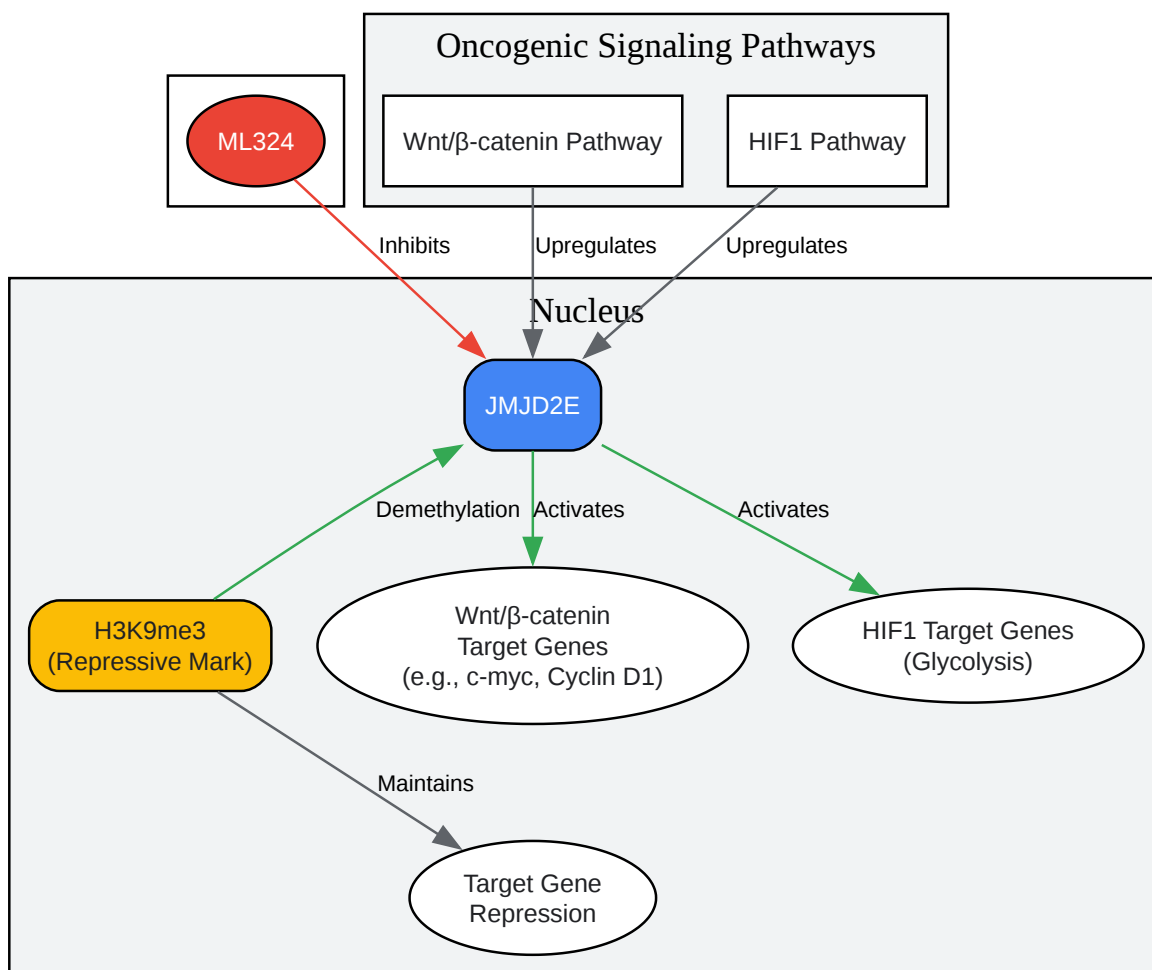 Oncogenic Signaling Pathways
ML324
Wnt/β-catenin Pathway
HIF1 Pathway
Inhibits
Upregulates
Upregulates
Nucleus
JMJD2E
Demethylation
Activates
Activates
H3K9me3
(Repressive Mark)
Wnt/β-catenin
Target Genes
(e.g., c-myc, Cyclin D1)
HIF1 Target Genes
(Glycolysis)
Maintains
Target Gene
Repression